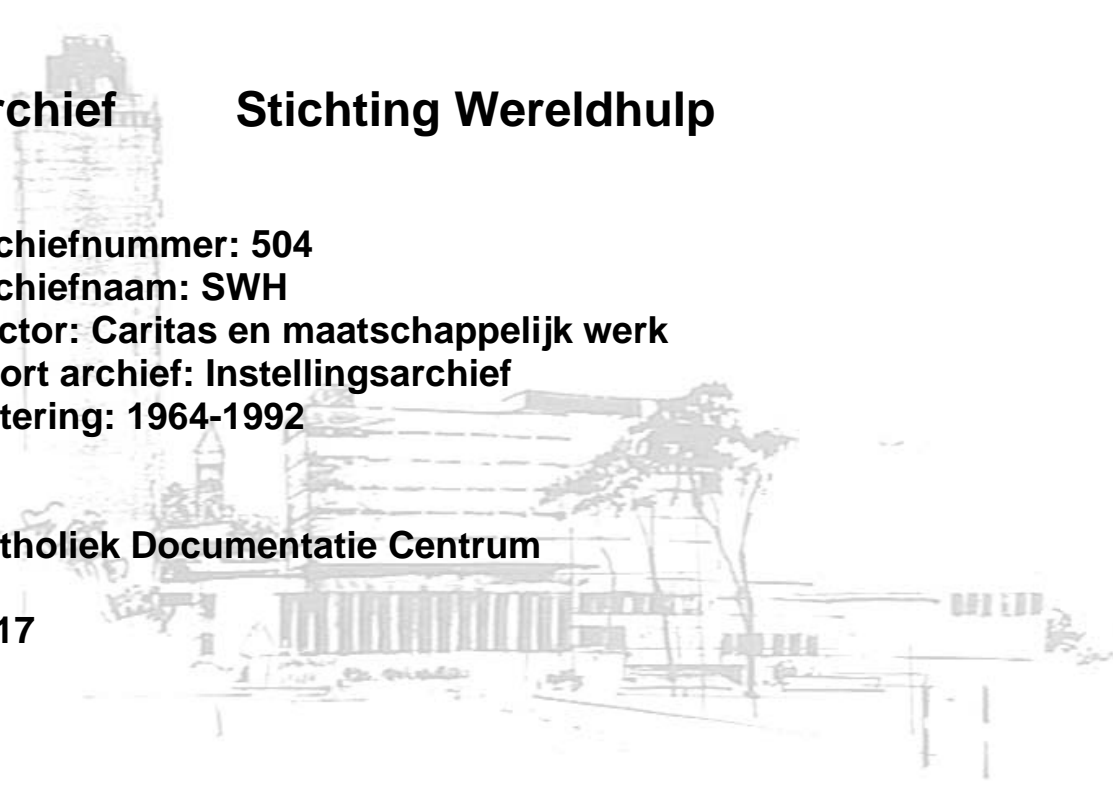 rchief Stichting Wereldhulp
chiefnummer: 504
chiefnaam: SWH
ctor: Caritas en maatschappelijk werk
ort archief: Instellingsarchief
tering: 1964-1992
tholiek Documentatie Centrum
17